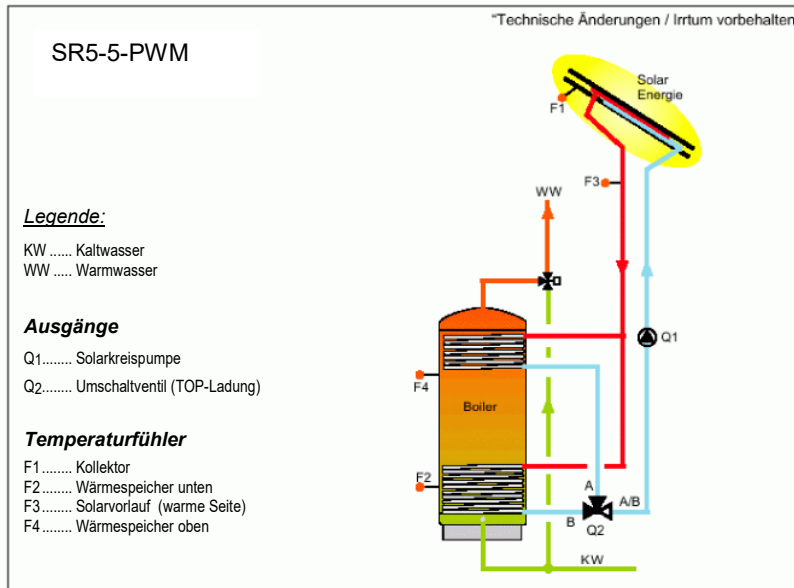 *Technische Änderungen / Irrtum vorbehalten
SR5-5-PWM
Solar
Energie
F1
F3
WW
Legende:
KW ...... Kaltwasser
WW ..... Warmwasser
Ausgänge
Q1........ Solarkreispumpe
Q2........ Umschaltventil (TOP-Ladung)
Q1
F4
Boiler
Temperaturfühler
F1........ Kollektor
F2........ Wärmespeicher unten
F3........ Solarvorlauf (warme Seite)
F4........ Wärmespeicher oben
F2
A
A/B
B
Q2
KW